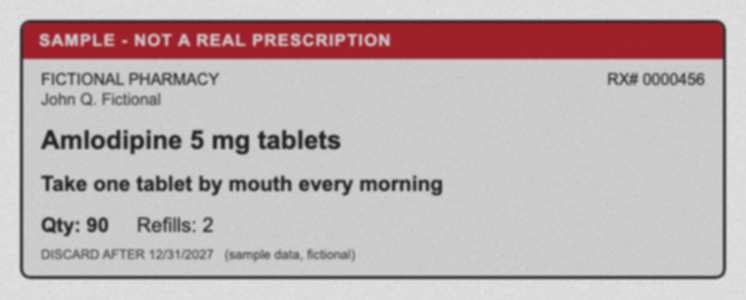 SAMPLE - NOT A REAL PRESCRIPTION
FICTIONAL PHARMACY RX# 0000456
John Q. Fictional
Amlodipine 5 mg tablets
Take one tablet by mouth every morning
Qty: 90 Refills: 2
DISCARD AFTER 12/31/2027 (sample data, fictional)